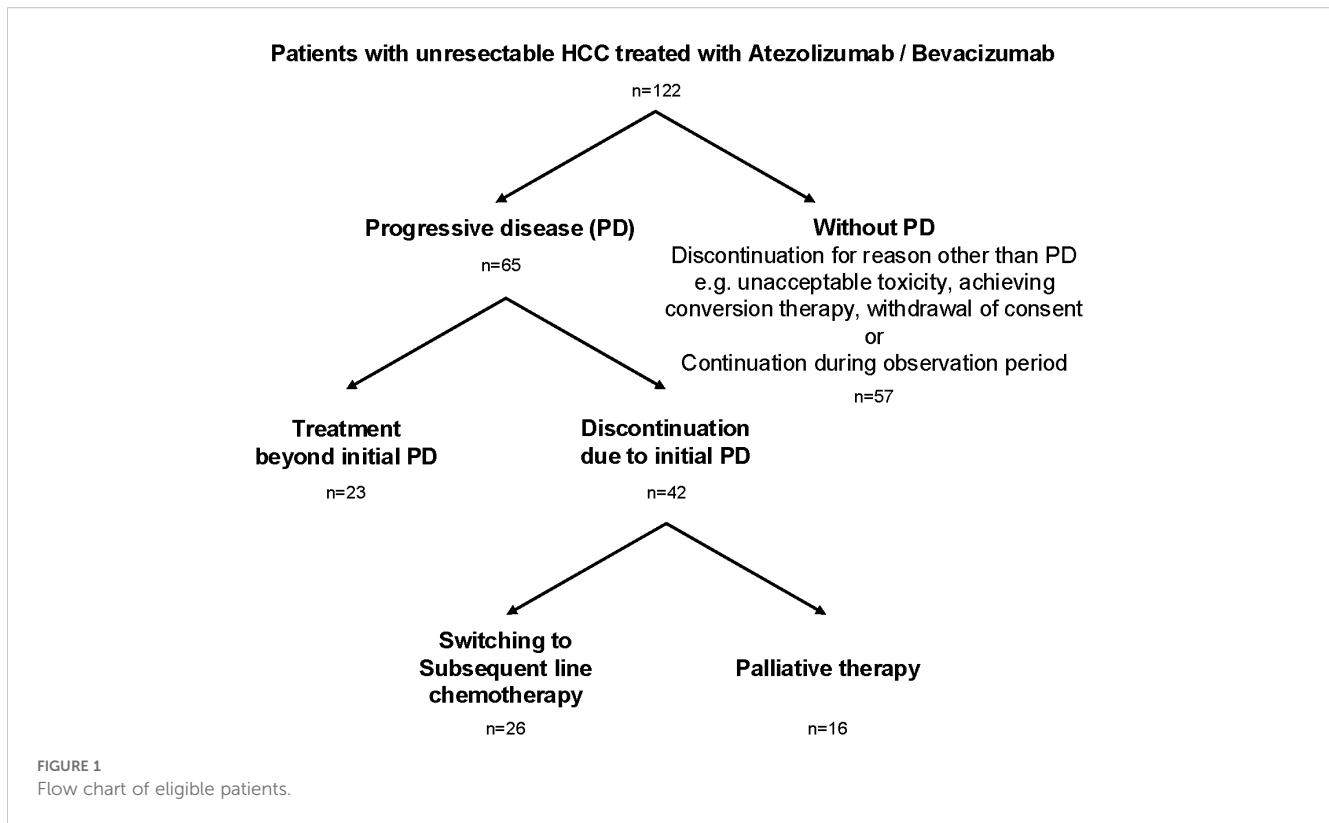 Patients with unresectable HCC treated with Atezolizumab / Bevacizumab
n=122
Progressive disease (PD)
n=65
Without PD
Discontinuation for reason other than PD
e.g. unacceptable toxicity, achieving
conversion therapy, withdrawal of consent
or
Continuation during observation period
n=57
Treatment
beyond initial PD
n=23
Discontinuation
due to initial PD
n=42
Switching to
Subsequent line
chemotherapy
n=26
Palliative therapy
n=16
FIGURE 1
Flow chart of eligible patients.